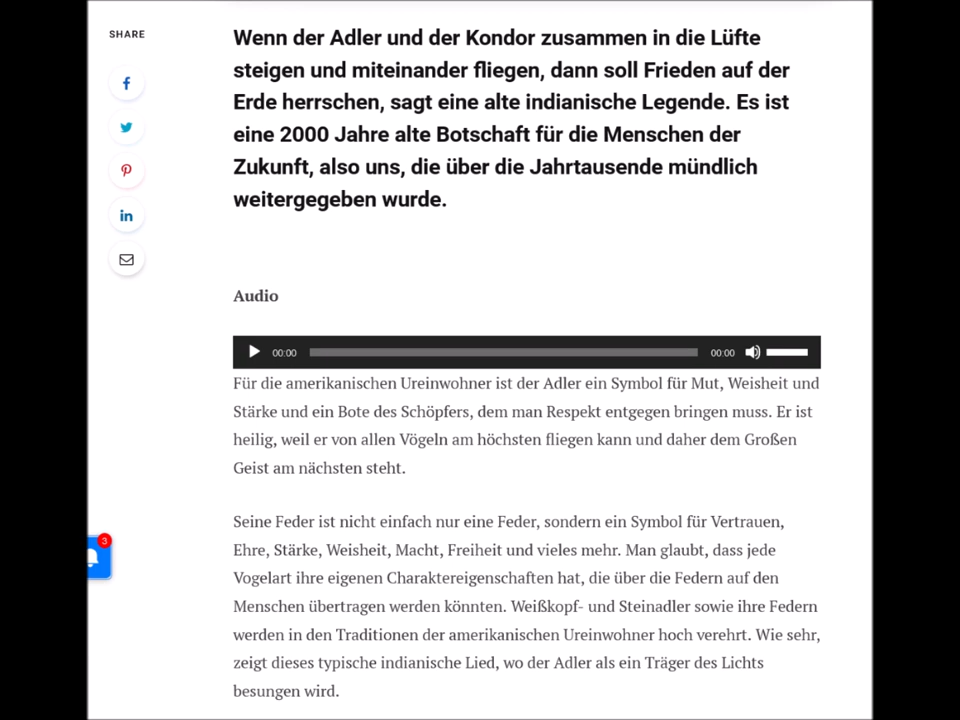 SHARE
Wenn der Adler und der Kondor zusammen in die Lüfte
steigen und miteinander fliegen, dann soll Frieden auf der
Erde herrschen, sagt eine alte indianische Legende. Es ist
eine 2000 Jahre alte Botschaft für die Menschen der
Zukunft, also uns, die über die Jahrtausende mündlich
weitergegeben wurde.
Audio
00:00 00:00
Für die amerikanischen Ureinwohner ist der Adler ein Symbol für Mut, Weisheit und
Stärke und ein Bote des Schöpfers, dem man Respekt entgegen bringen muss. Er ist
heilig, weil er von allen Vögeln am höchsten fliegen kann und daher dem Großen
Geist am nächsten steht.
Seine Feder ist nicht einfach nur eine Feder, sondern ein Symbol für Vertrauen,
Ehre, Stärke, Weisheit, Macht, Freiheit und vieles mehr. Man glaubt, dass jede
Vogelart ihre eigenen Charaktereigenschaften hat, die über die Federn auf den
Menschen übertragen werden könnten. Weißkopf- und Steinadler sowie ihre Federn
werden in den Traditionen der amerikanischen Ureinwohner hoch verehrt. Wie sehr,
zeigt dieses typische indianische Lied, wo der Adler als ein Träger des Lichts
besungen wird.
3